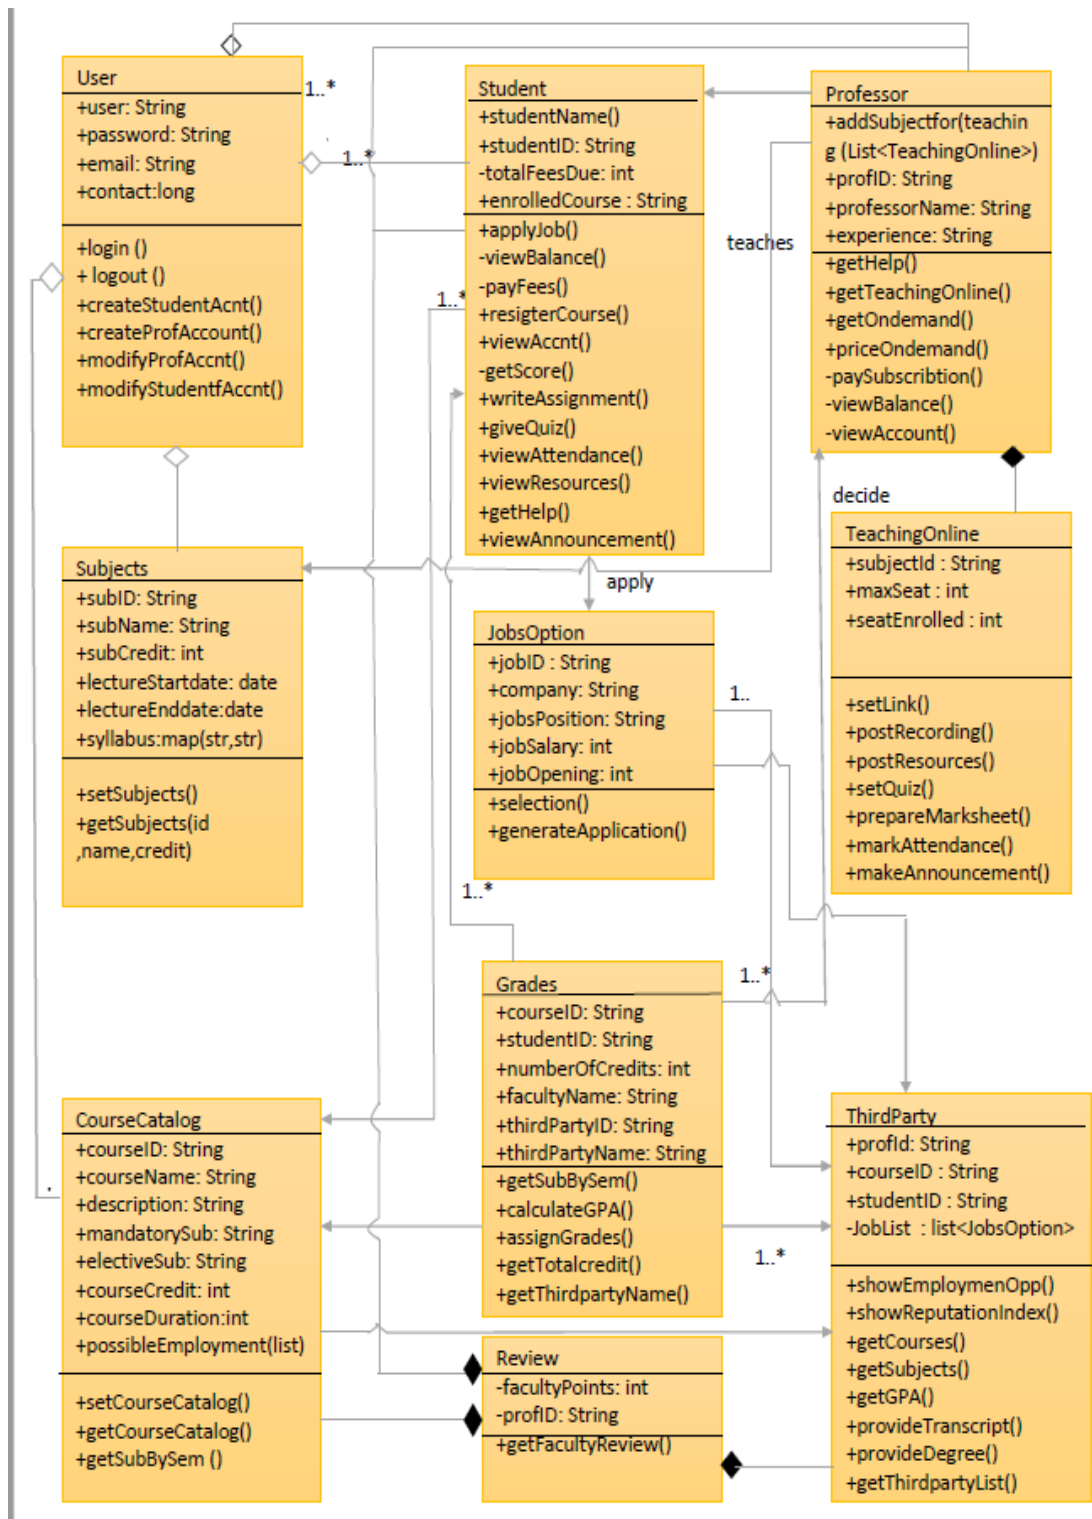 User
+user: String
+password: String
+email: String
+contact:long
+login ()
+ logout ()
+createStudentAcnt()
+createProfAccount()
+modifyProfAccnt()
+modifyStudentfAccnt()
1..*
1..*
Student
+studentName()
+studentID: String
-totalFeesDue: int
+enrolledCourse : String
+applyJob()
-viewBalance()
-payFees()
+resigterCourse()
+viewAccnt()
-getScore()
+writeAssignment()
+giveQuiz()
+viewAttendance()
+viewResources()
+getHelp()
+viewAnnouncement()
1..*
teaches
Professor
+addSubjectfor(teachin
g (List<TeachingOnline>)
+profID: String
+professorName: String
+experience: String
+getHelp()
+getTeachingOnline()
+getOndemand()
+priceOndemand()
-paySubscribtion()
-viewBalance()
-viewAccount()
decide
TeachingOnline
+subjectId : String
+maxSeat : int
+seatEnrolled : int
+setLink()
+postRecording()
+postResources()
+setQuiz()
+prepareMarksheet()
+markAttendance()
+makeAnnouncement()
Subjects
+subID: String
+subName: String
+subCredit: int
+lectureStartdate: date
+lectureEnddate:date
+syllabus:map(str,str)
+setSubjects()
+getSubjects(id
,name,credit)
apply
JobsOption
+jobID : String
+company: String
+jobsPosition: String
+jobSalary: int
+jobOpening: int
+selection()
+generateApplication()
1..
1..*
Grades
+courseID: String
+studentID: String
+numberOfCredits: int
+facultyName: String
+thirdPartyID: String
+thirdPartyName: String
+getSubBySem()
+calculateGPA()
+assignGrades()
+getTotalcredit()
+getThirdpartyName()
1..*
1..*
CourseCatalog
+courseID: String
+courseName: String
+description: String
+mandatorySub: String
+electiveSub: String
+courseCredit: int
+courseDuration:int
+possibleEmployment(list)
+setCourseCatalog()
+getCourseCatalog()
+getSubBySem ()
Review
-facultyPoints: int
-profID: String
+getFacultyReview()
ThirdParty
+profId: String
+courseID : String
+studentID : String
-JobList : list<JobsOption>
+showEmploymenOpp()
+showReputationIndex()
+getCourses()
+getSubjects()
+getGPA()
+provideTranscript()
+provideDegree()
+getThirdpartyList()